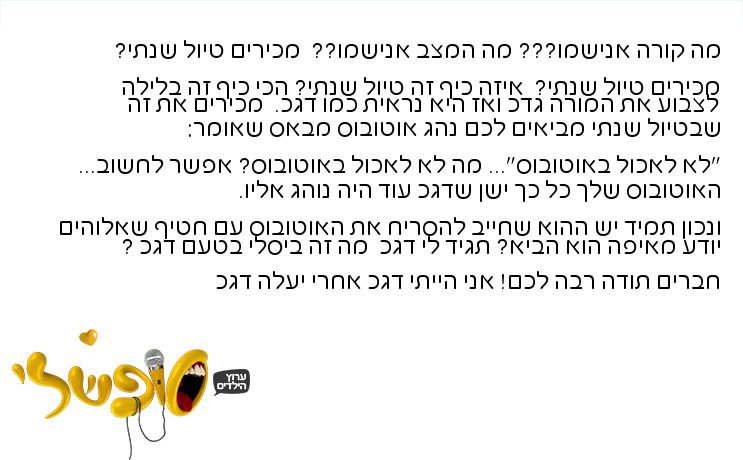 מה קורה אנישמו??? מה המצב אנישמו?? מכירים טיול שנתי?
מכירים טיול שנתי? איזה כיף זה טיול שנתי? הכי כיף זה בלילה
לצבוע את המורה גדכ ואז היא נראית כמו דגכ. מכירים את זה
שבטיול שנתי מביאים לכם נהג אוטובוס מבאס שאומר:
"לא לאכול באוטובוס"... מה לא לאכול באוטובוס? אפשר לחשוב...
האוטובוס שלך כל כך ישן שדגכ עוד היה נוהג אליו.
ונכון תמיד יש ההוא שחייב להסריח את האוטובוס עם חטיף שאלוהים
יודע מאיפה הוא הביא? תגיד לי דגכ מה זה ביסלי בטעם דגכ ?
חברים תודה רבה לכם! אני הייתי דגכ אחרי יעלה דגכ
סופשלי
ערוץ
הילדים